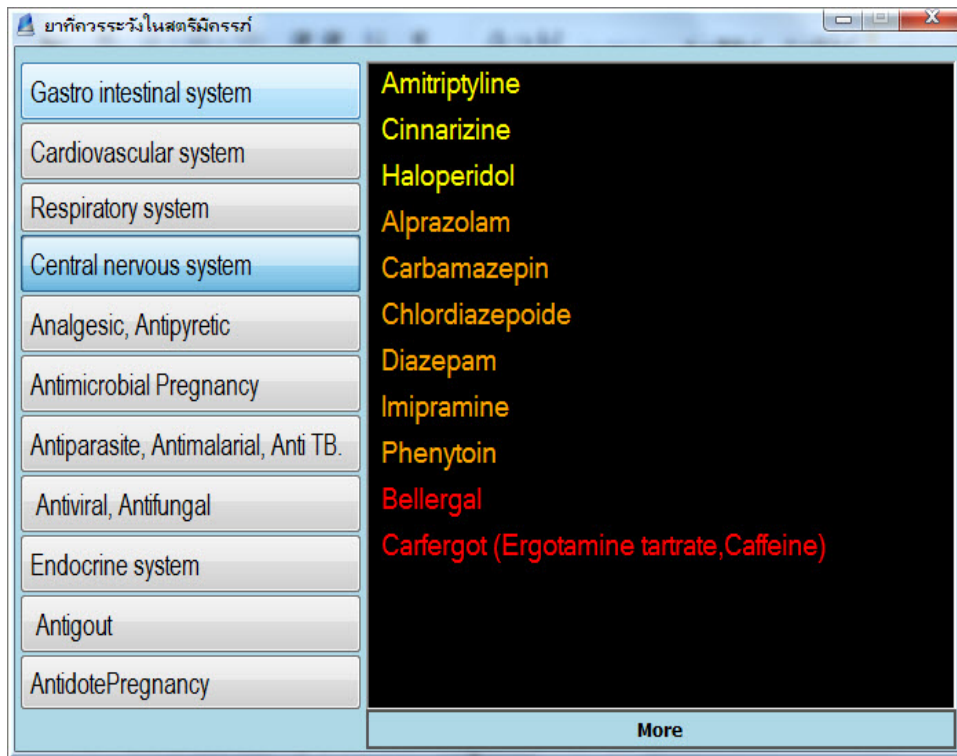 ยาที่ควรระวังในสตรีมีครรภ์
Gastro intestinal system
Cardiovascular system
Respiratory system
Central nervous system
Analgesic, Antipyretic
Antimicrobial Pregnancy
Antiparasite, Antimalarial, Anti TB.
Antiviral, Antifungal
Endocrine system
Antigout
AntidotePregnancy
Amitriptyline
Cinnarizine
Haloperidol
Alprazolam
Carbamazepin
Chlordiazepoide
Diazepam
Imipramine
Phenytoin
Bellergal
Carfergot (Ergotamine tartrate,Caffeine)
More